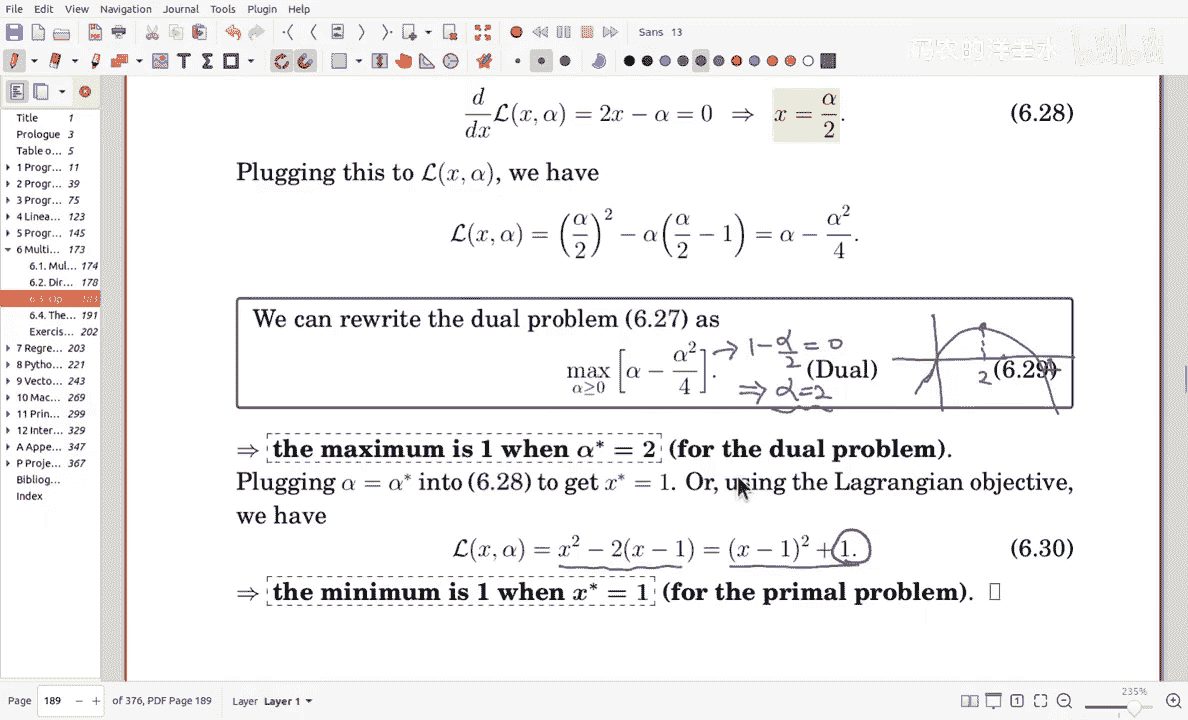 File Edit View Navigation Journal Tools Plugin Help
Sans 13
d/dx L(x, α) = 2x − α = 0 ⇒ x = α/2. (6.28)
Plugging this to L(x, α), we have
L(x, α) = (α/2)² − α(α/2 − 1) = α − α²/4.
We can rewrite the dual problem (6.27) as
max α≥0 [α − α²/4]. (Dual) (6.29)
→ 1 − α/2 = 0
⇒ α = 2
2
⇒ the maximum is 1 when α* = 2 (for the dual problem).
Plugging α = α* into (6.28) to get x* = 1. Or, using the Lagrangian objective,
we have
L(x, α) = x² − 2(x − 1) = (x − 1)² + 1. (6.30)
⇒ the minimum is 1 when x* = 1 (for the primal problem). □
Title 1
Prologue 3
Table o... 5
1 Progr... 11
2 Progr... 39
3 Progr... 75
4 Linea... 123
5 Progr... 145
6 Multi... 173
6.1. Mul... 174
6.2. Dir... 178
6.4. The... 191
Exercis... 202
7 Regre... 203
8 Pytho... 221
9 Vecto... 243
10 Mac... 269
11 Prin... 299
12 Inter... 329
A Appe... 347
P Proje... 367
Bibliog...
Index
Page 189 − + of 376, PDF Page 189 Layer Layer 1
235%